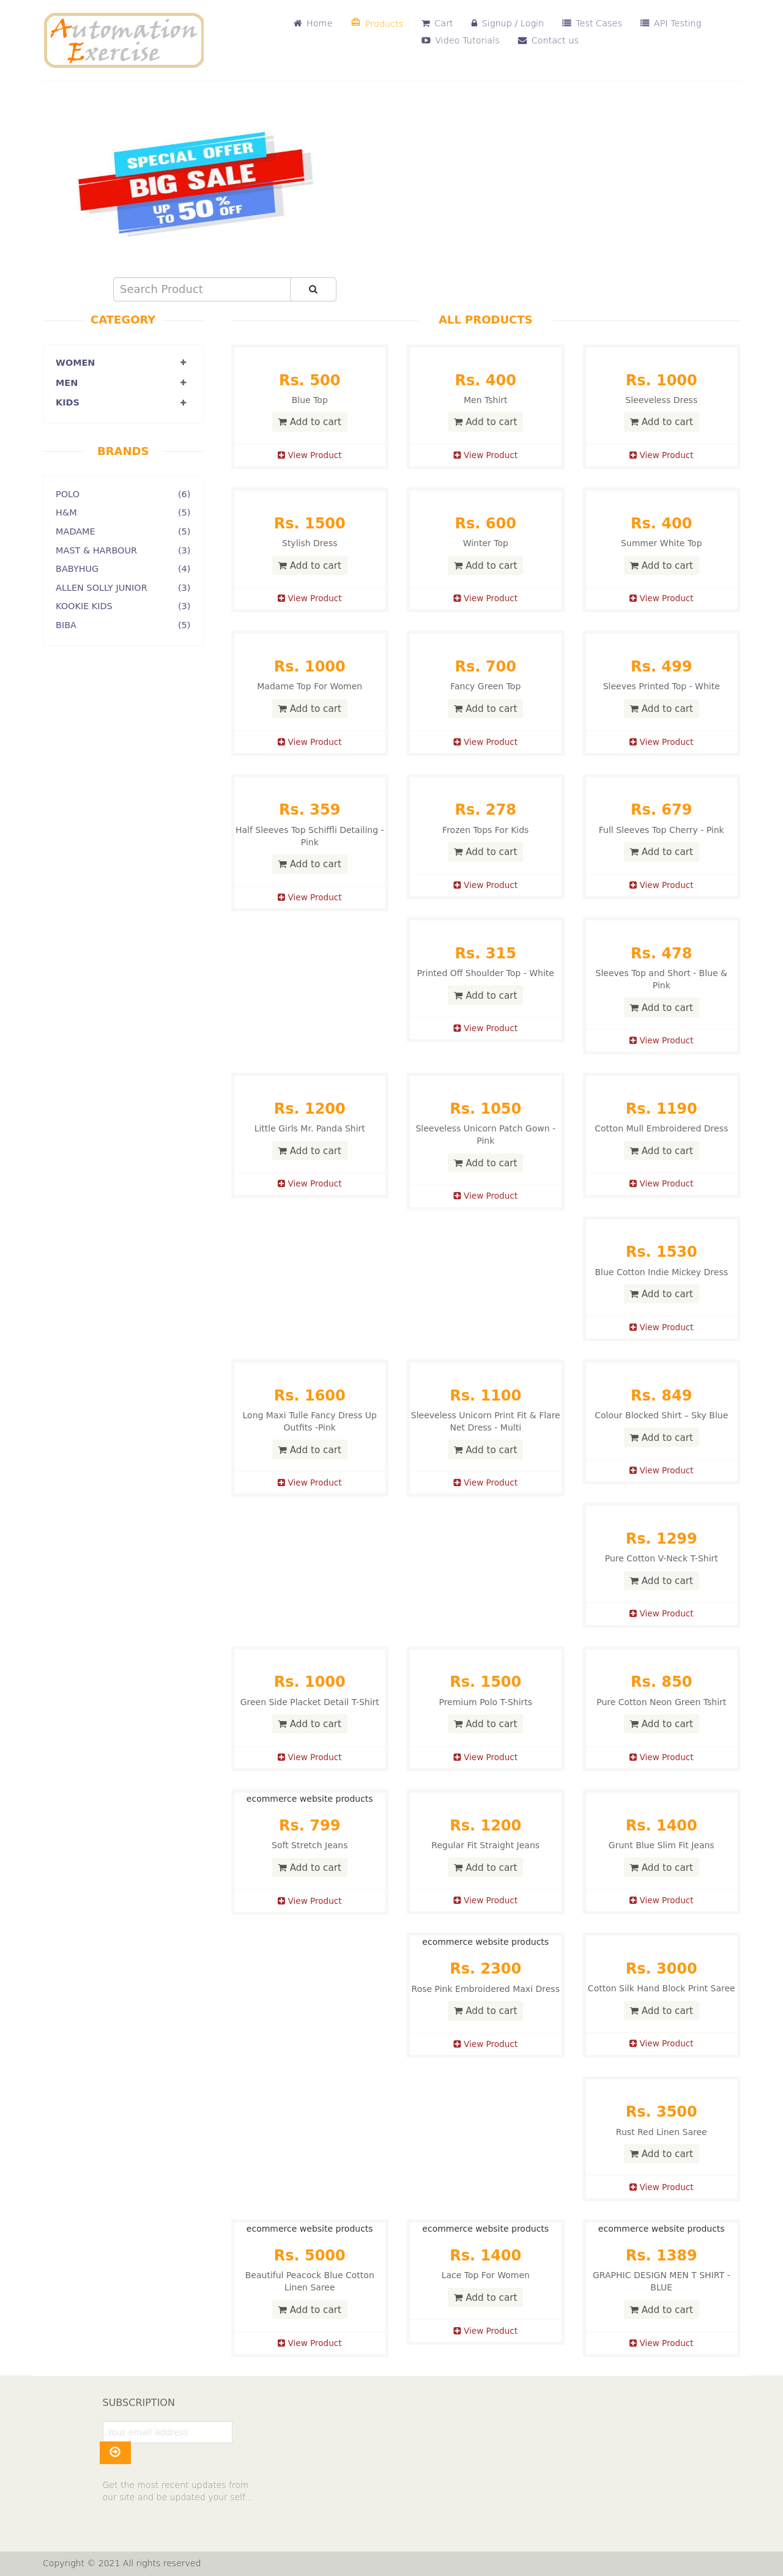 Automation
Exercise
Home
Products
Cart
Signup / Login
Test Cases
API Testing
Video Tutorials
Contact us
SPECIAL OFFER
BIG SALE
UP TO 50% OFF
Search Product
CATEGORY
WOMEN
MEN
KIDS
BRANDS
POLO (6)
H&M (5)
MADAME (5)
MAST & HARBOUR (3)
BABYHUG (4)
ALLEN SOLLY JUNIOR (3)
KOOKIE KIDS (3)
BIBA (5)
ALL PRODUCTS
Rs. 500
Blue Top
Add to cart
View Product
Rs. 400
Men Tshirt
Add to cart
View Product
Rs. 1000
Sleeveless Dress
Add to cart
View Product
Rs. 1500
Stylish Dress
Add to cart
View Product
Rs. 600
Winter Top
Add to cart
View Product
Rs. 400
Summer White Top
Add to cart
View Product
Rs. 1000
Madame Top For Women
Add to cart
View Product
Rs. 700
Fancy Green Top
Add to cart
View Product
Rs. 499
Sleeves Printed Top - White
Add to cart
View Product
Rs. 359
Half Sleeves Top Schiffli Detailing -
Pink
Add to cart
View Product
Rs. 278
Frozen Tops For Kids
Add to cart
View Product
Rs. 679
Full Sleeves Top Cherry - Pink
Add to cart
View Product
Rs. 315
Printed Off Shoulder Top - White
Add to cart
View Product
Rs. 478
Sleeves Top and Short - Blue &
Pink
Add to cart
View Product
Rs. 1200
Little Girls Mr. Panda Shirt
Add to cart
View Product
Rs. 1050
Sleeveless Unicorn Patch Gown -
Pink
Add to cart
View Product
Rs. 1190
Cotton Mull Embroidered Dress
Add to cart
View Product
Rs. 1530
Blue Cotton Indie Mickey Dress
Add to cart
View Product
Rs. 1600
Long Maxi Tulle Fancy Dress Up
Outfits -Pink
Add to cart
View Product
Rs. 1100
Sleeveless Unicorn Print Fit & Flare
Net Dress - Multi
Add to cart
View Product
Rs. 849
Colour Blocked Shirt – Sky Blue
Add to cart
View Product
Rs. 1299
Pure Cotton V-Neck T-Shirt
Add to cart
View Product
Rs. 1000
Green Side Placket Detail T-Shirt
Add to cart
View Product
Rs. 1500
Premium Polo T-Shirts
Add to cart
View Product
Rs. 850
Pure Cotton Neon Green Tshirt
Add to cart
View Product
ecommerce website products
Rs. 799
Soft Stretch Jeans
Add to cart
View Product
Rs. 1200
Regular Fit Straight Jeans
Add to cart
View Product
Rs. 1400
Grunt Blue Slim Fit Jeans
Add to cart
View Product
ecommerce website products
Rs. 2300
Rose Pink Embroidered Maxi Dress
Add to cart
View Product
Rs. 3000
Cotton Silk Hand Block Print Saree
Add to cart
View Product
Rs. 3500
Rust Red Linen Saree
Add to cart
View Product
ecommerce website products
Rs. 5000
Beautiful Peacock Blue Cotton
Linen Saree
Add to cart
View Product
ecommerce website products
Rs. 1400
Lace Top For Women
Add to cart
View Product
ecommerce website products
Rs. 1389
GRAPHIC DESIGN MEN T SHIRT -
BLUE
Add to cart
View Product
SUBSCRIPTION
Your email address
Get the most recent updates from
our site and be updated your self...
Copyright © 2021 All rights reserved